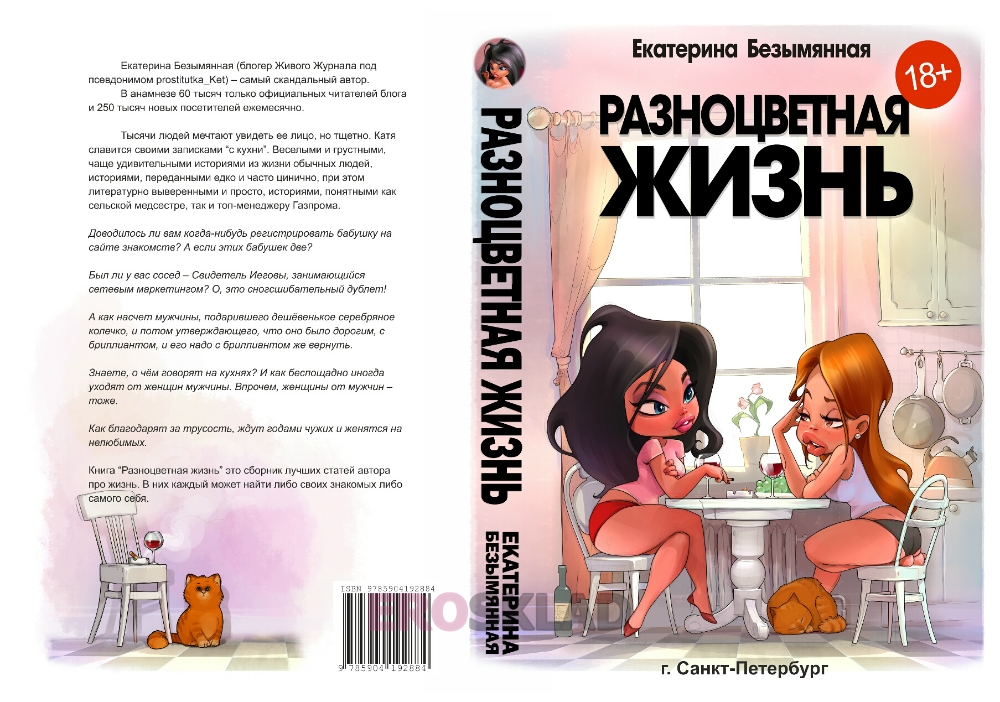 Екатерина Безымянная (блогер Живого Журнала под
псевдонимом prostitutka_Ket) – самый скандальный автор.
В анамнезе 60 тысяч только официальных читателей блога
и 250 тысяч новых посетителей ежемесячно.
Тысячи людей мечтают увидеть ее лицо, но тщетно. Катя
славится своими записками “с кухни”. Веселыми и грустными,
чаще удивительными историями из жизни обычных людей,
историями, переданными едко и часто цинично, при этом
литературно выверенными и просто, историями, понятными как
сельской медсестре, так и топ-менеджеру Газпрома.
Доводилось ли вам когда-нибудь регистрировать бабушку на
сайте знакомств? А если этих бабушек две?
Был ли у вас сосед – Свидетель Иеговы, занимающийся
сетевым маркетингом? О, это сногсшибательный дублет!
А как насчет мужчины, подарившего дешёвенькое серебряное
колечко, и потом утверждающего, что оно было дорогим, с
бриллиантом, и его надо с бриллиантом же вернуть.
Знаете, о чём говорят на кухнях? И как беспощадно иногда
уходят от женщин мужчины. Впрочем, женщины от мужчин –
тоже.
Как благодарят за трусость, ждут годами чужих и женятся на
нелюбимых.
Книга “Разноцветная жизнь” это сборник лучших статей автора
про жизнь. В них каждый может найти либо своих знакомых либо
самого себя.
ISBN 9785904192884
9 785904 192884
EROSKLAD
РАЗНОЦВЕТНАЯ ЖИЗНЬ
ЕКАТЕРИНА
БЕЗЫМЯННАЯ
Екатерина Безымянная
18+
РАЗНОЦВЕТНАЯ
ЖИЗНЬ
г. Санкт-Петербург